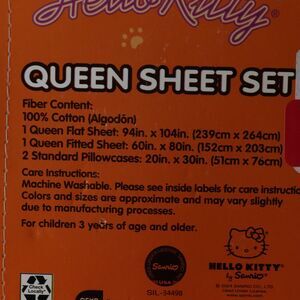 Hello Kitty®
QUEEN SHEET SET
Fiber Content:
100% Cotton (Algodón)
1 Queen Flat Sheet: 94in. x 104in. (239cm x 264cm)
1 Queen Fitted Sheet: 60in. x 80in. (152cm x 203cm)
2 Standard Pillowcases: 20in. x 30in. (51cm x 76cm)
Care Instructions:
Machine Washable. Please see inside labels for care instructio
Colors and sizes are approximate and may vary slightly
due to manufacturing processes.
For children 3 years of age and older.
Check
Locally*
Sanrio
SIL-34498
HELLO KITTY®
by Sanrio